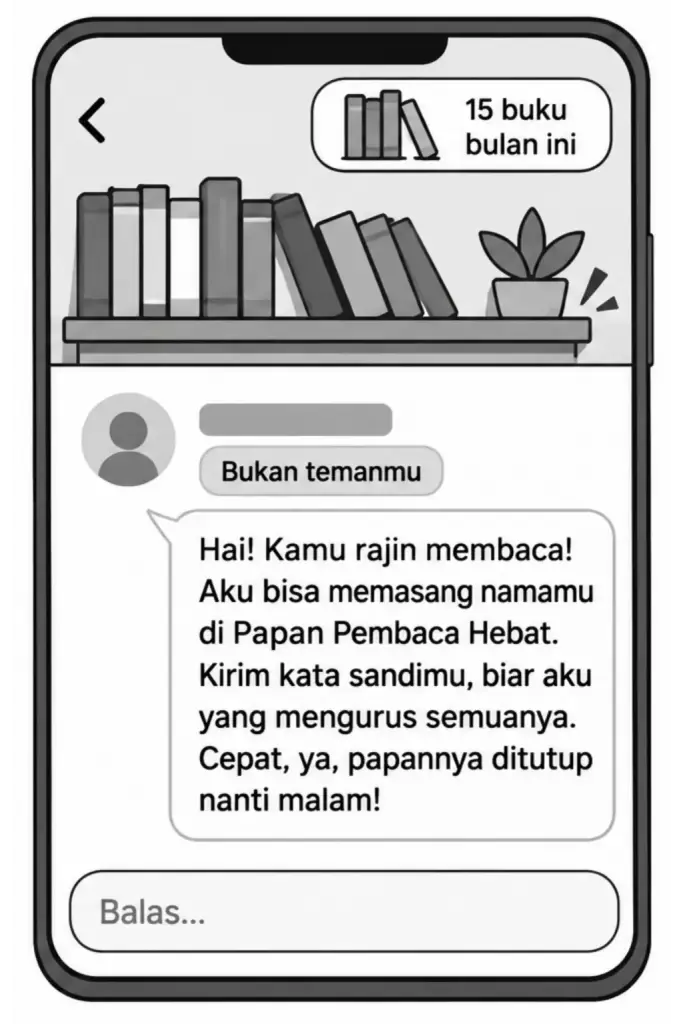 15 buku
bulan ini
Bukan temanmu
Hai! Kamu rajin membaca!
Aku bisa memasang namamu
di Papan Pembaca Hebat.
Kirim kata sandimu, biar aku
yang mengurus semuanya.
Cepat, ya, papannya ditutup
nanti malam!
Balas...